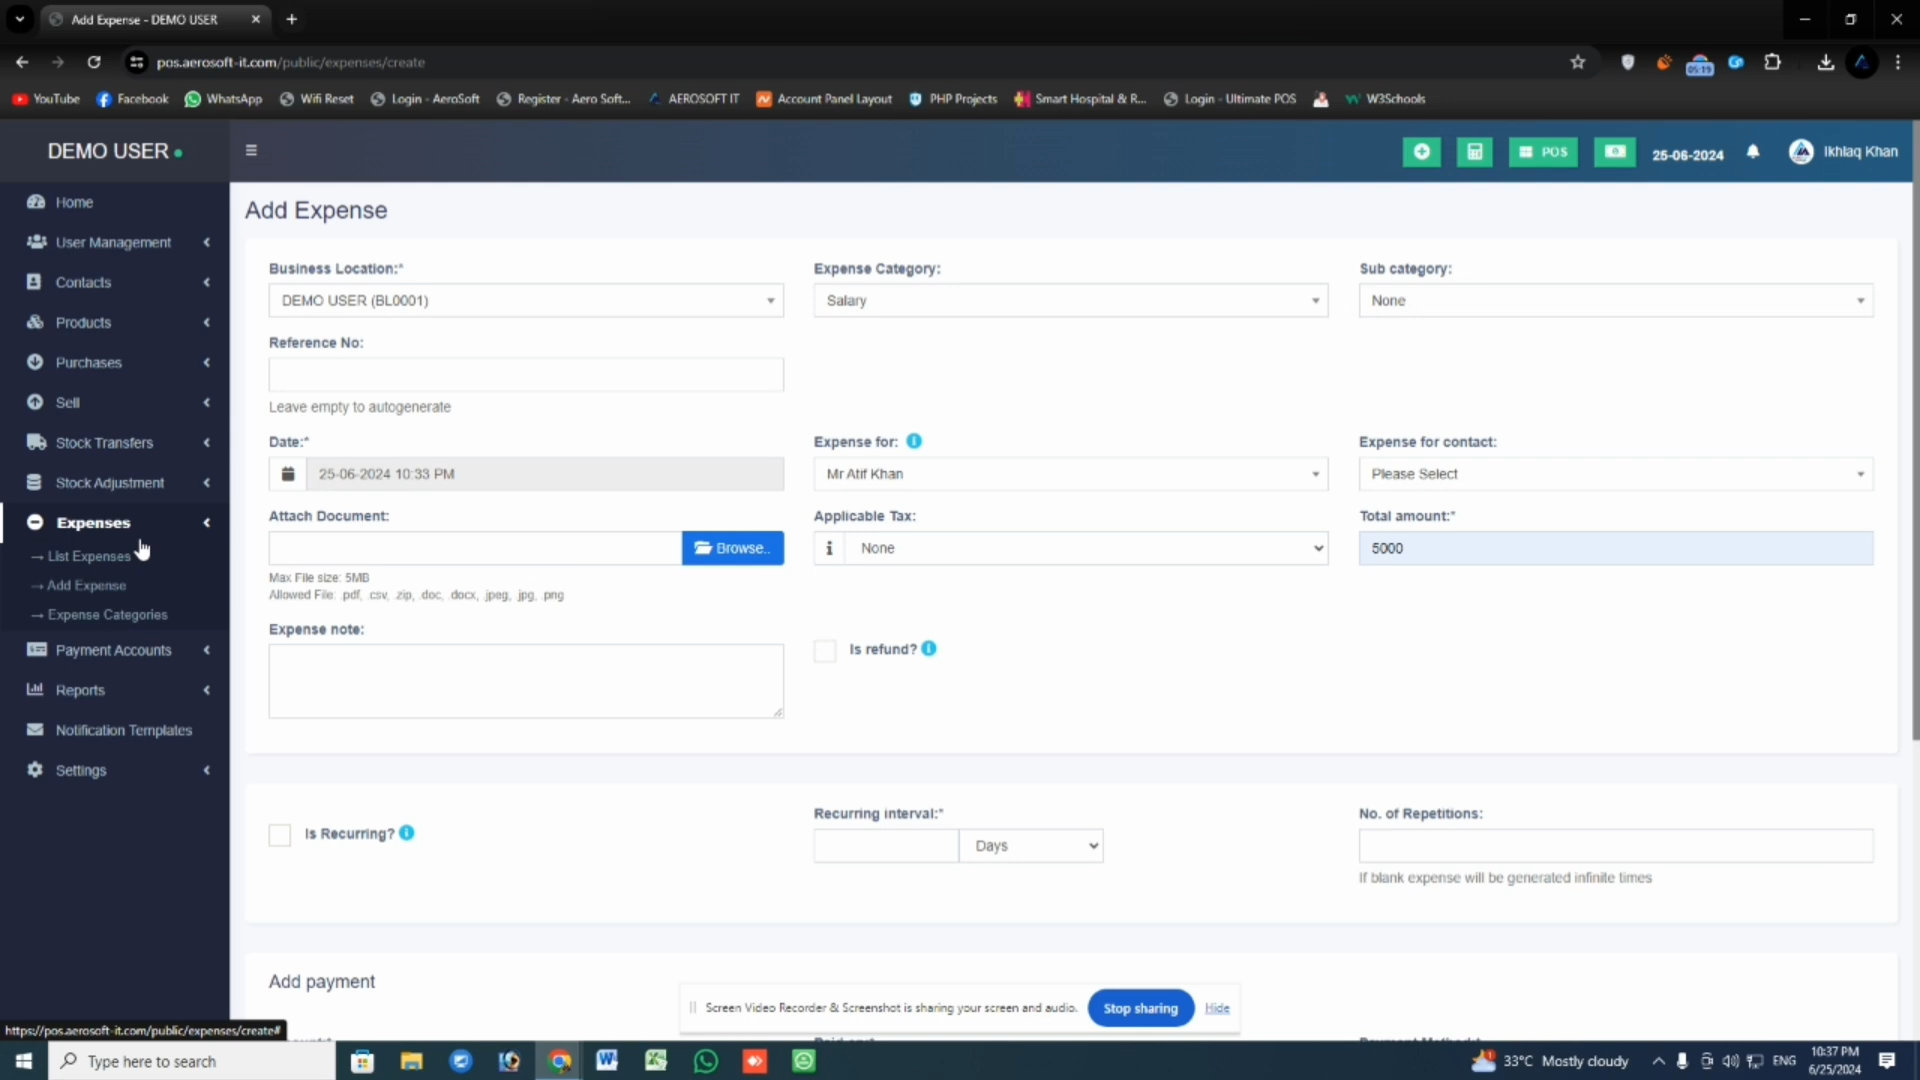 Add Expense - DEMO USER
pos.aerosoft-it.com/public/expenses/create
05:19
YouTube Facebook WhatsApp Wifi Reset Login - AeroSoft Register - Aero Soft... AEROSOFT IT Account Panel Layout PHP Projects Smart Hospital & R... Login - Ultimate POS W3Schools
DEMO USER
POS 25-06-2024 Ikhlaq Khan
Home
User Management
Contacts
Products
Purchases
Sell
Stock Transfers
Stock Adjustment
Expenses
→ List Expenses
→ Add Expense
→ Expense Categories
Payment Accounts
Reports
Notification Templates
Settings
Add Expense
Business Location:* Expense Category: Sub category:
DEMO USER (BL0001) Salary None
Reference No:
Leave empty to autogenerate
Date:* Expense for: Expense for contact:
25-06-2024 10:33 PM Mr Atif Khan Please Select
Attach Document: Applicable Tax: Total amount:*
Browse.. None 5000
Max File size: 5MB
Allowed File: .pdf, .csv, .zip, .doc, .docx, .jpeg, .jpg, .png
Expense note:
Is refund?
Is Recurring? Recurring interval:* No. of Repetitions:
Days
If blank expense will be generated infinite times
Add payment
Screen Video Recorder & Screenshot is sharing your screen and audio. Stop sharing Hide
https://pos.aerosoft-it.com/public/expenses/create#
Type here to search
33°C Mostly cloudy ENG 10:37 PM
6/25/2024